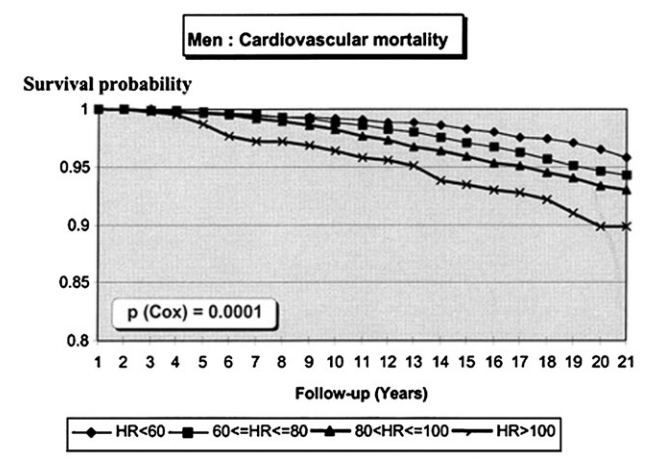 Men : Cardiovascular mortality
Survival probability
1
0.95
0.9
0.85
0.8
p (Cox) = 0.0001
1 2 3 4 5 6 7 8 9 10 11 12 13 14 15 16 17 18 19 20 21
Follow-up (Years)
HR<60 60<=HR<=80 80<HR<=100 HR>100